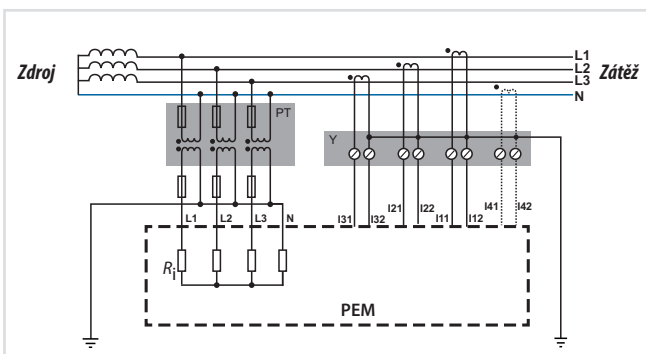 Zdroj
L1
L2
L3
N
Zátěž
PT
Y
L1 L2 L3 N
I31 I32 I21 I22 I11 I12 I41 I42
Ri
PEM